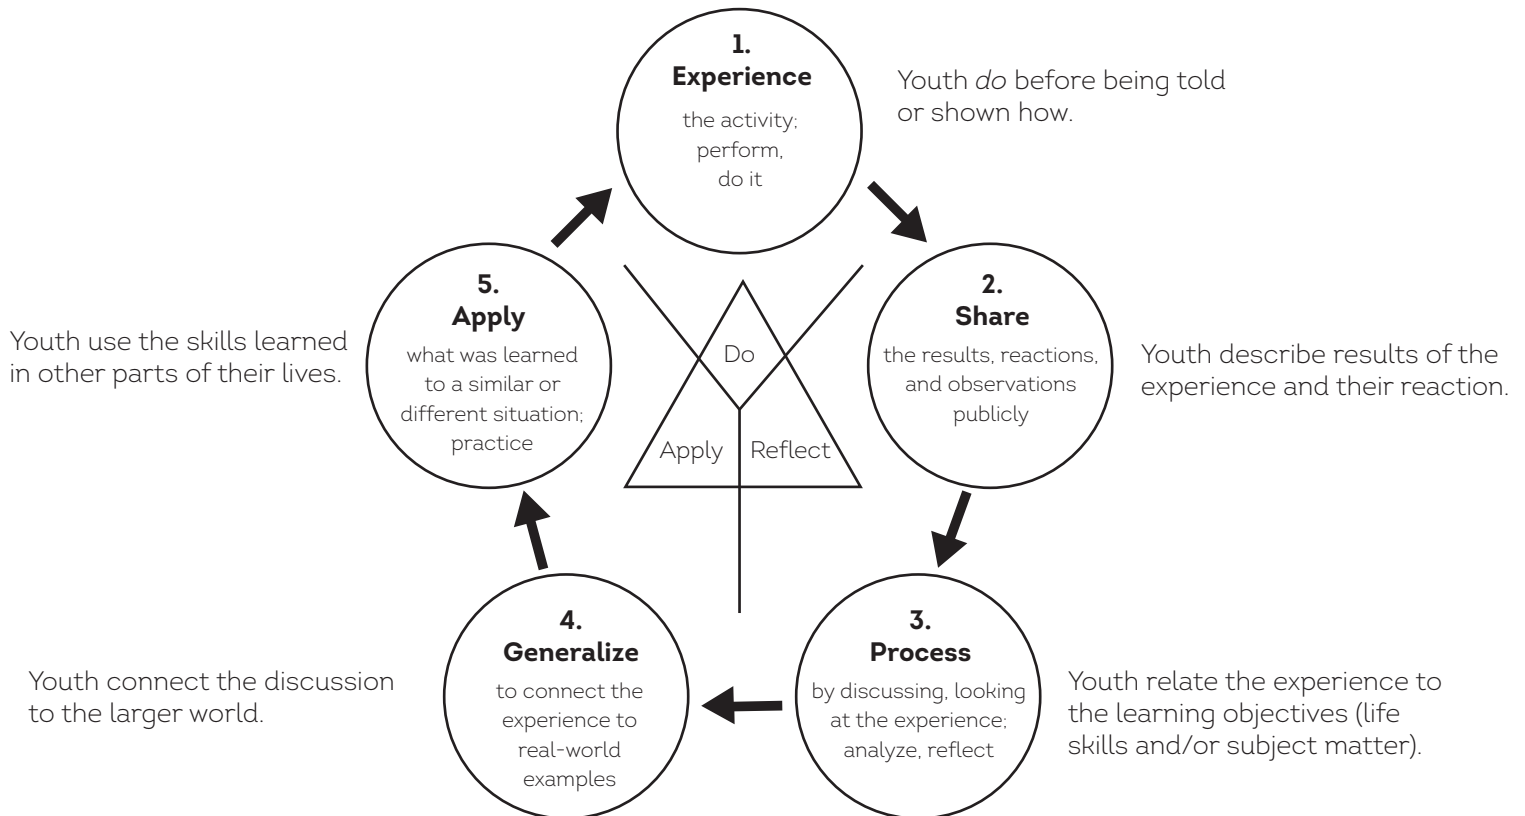 1.
Experience
the activity;
perform,
do it
Youth do before being told
or shown how.
2.
Share
the results, reactions,
and observations
publicly
Youth describe results of the
experience and their reaction.
3.
Process
by discussing, looking
at the experience;
analyze, reflect
Youth relate the experience to
the learning objectives (life
skills and/or subject matter).
4.
Generalize
to connect the
experience to
real-world
examples
Youth connect the discussion
to the larger world.
5.
Apply
what was learned
to a similar or
different situation;
practice
Youth use the skills learned
in other parts of their lives.
Do
Apply
Reflect